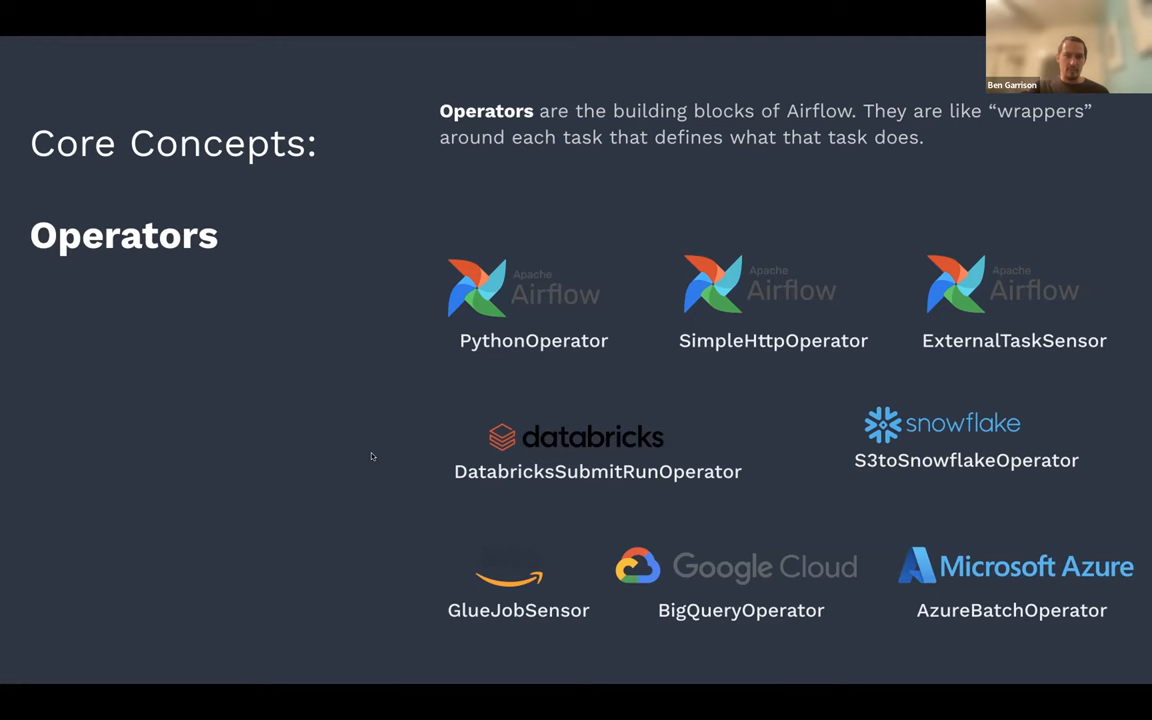 Ben Garrison
Core Concepts:
Operators
Operators are the building blocks of Airflow. They are like “wrappers”
around each task that defines what that task does.
Apache
Airflow
PythonOperator
Apache
Airflow
SimpleHttpOperator
Apache
Airflow
ExternalTaskSensor
databricks
DatabricksSubmitRunOperator
snowflake
S3toSnowflakeOperator
GlueJobSensor
Google Cloud
BigQueryOperator
Microsoft Azure
AzureBatchOperator